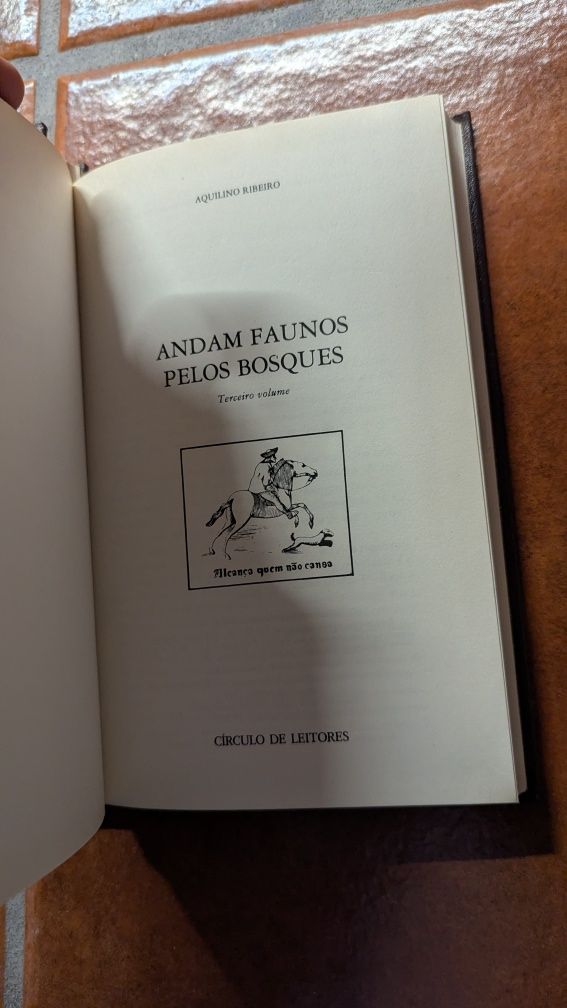 AQUILINO RIBEIRO
ANDAM FAUNOS
PELOS BOSQUES
Terceiro volume
Alcança quem não cansa
CÍRCULO DE LEITORES